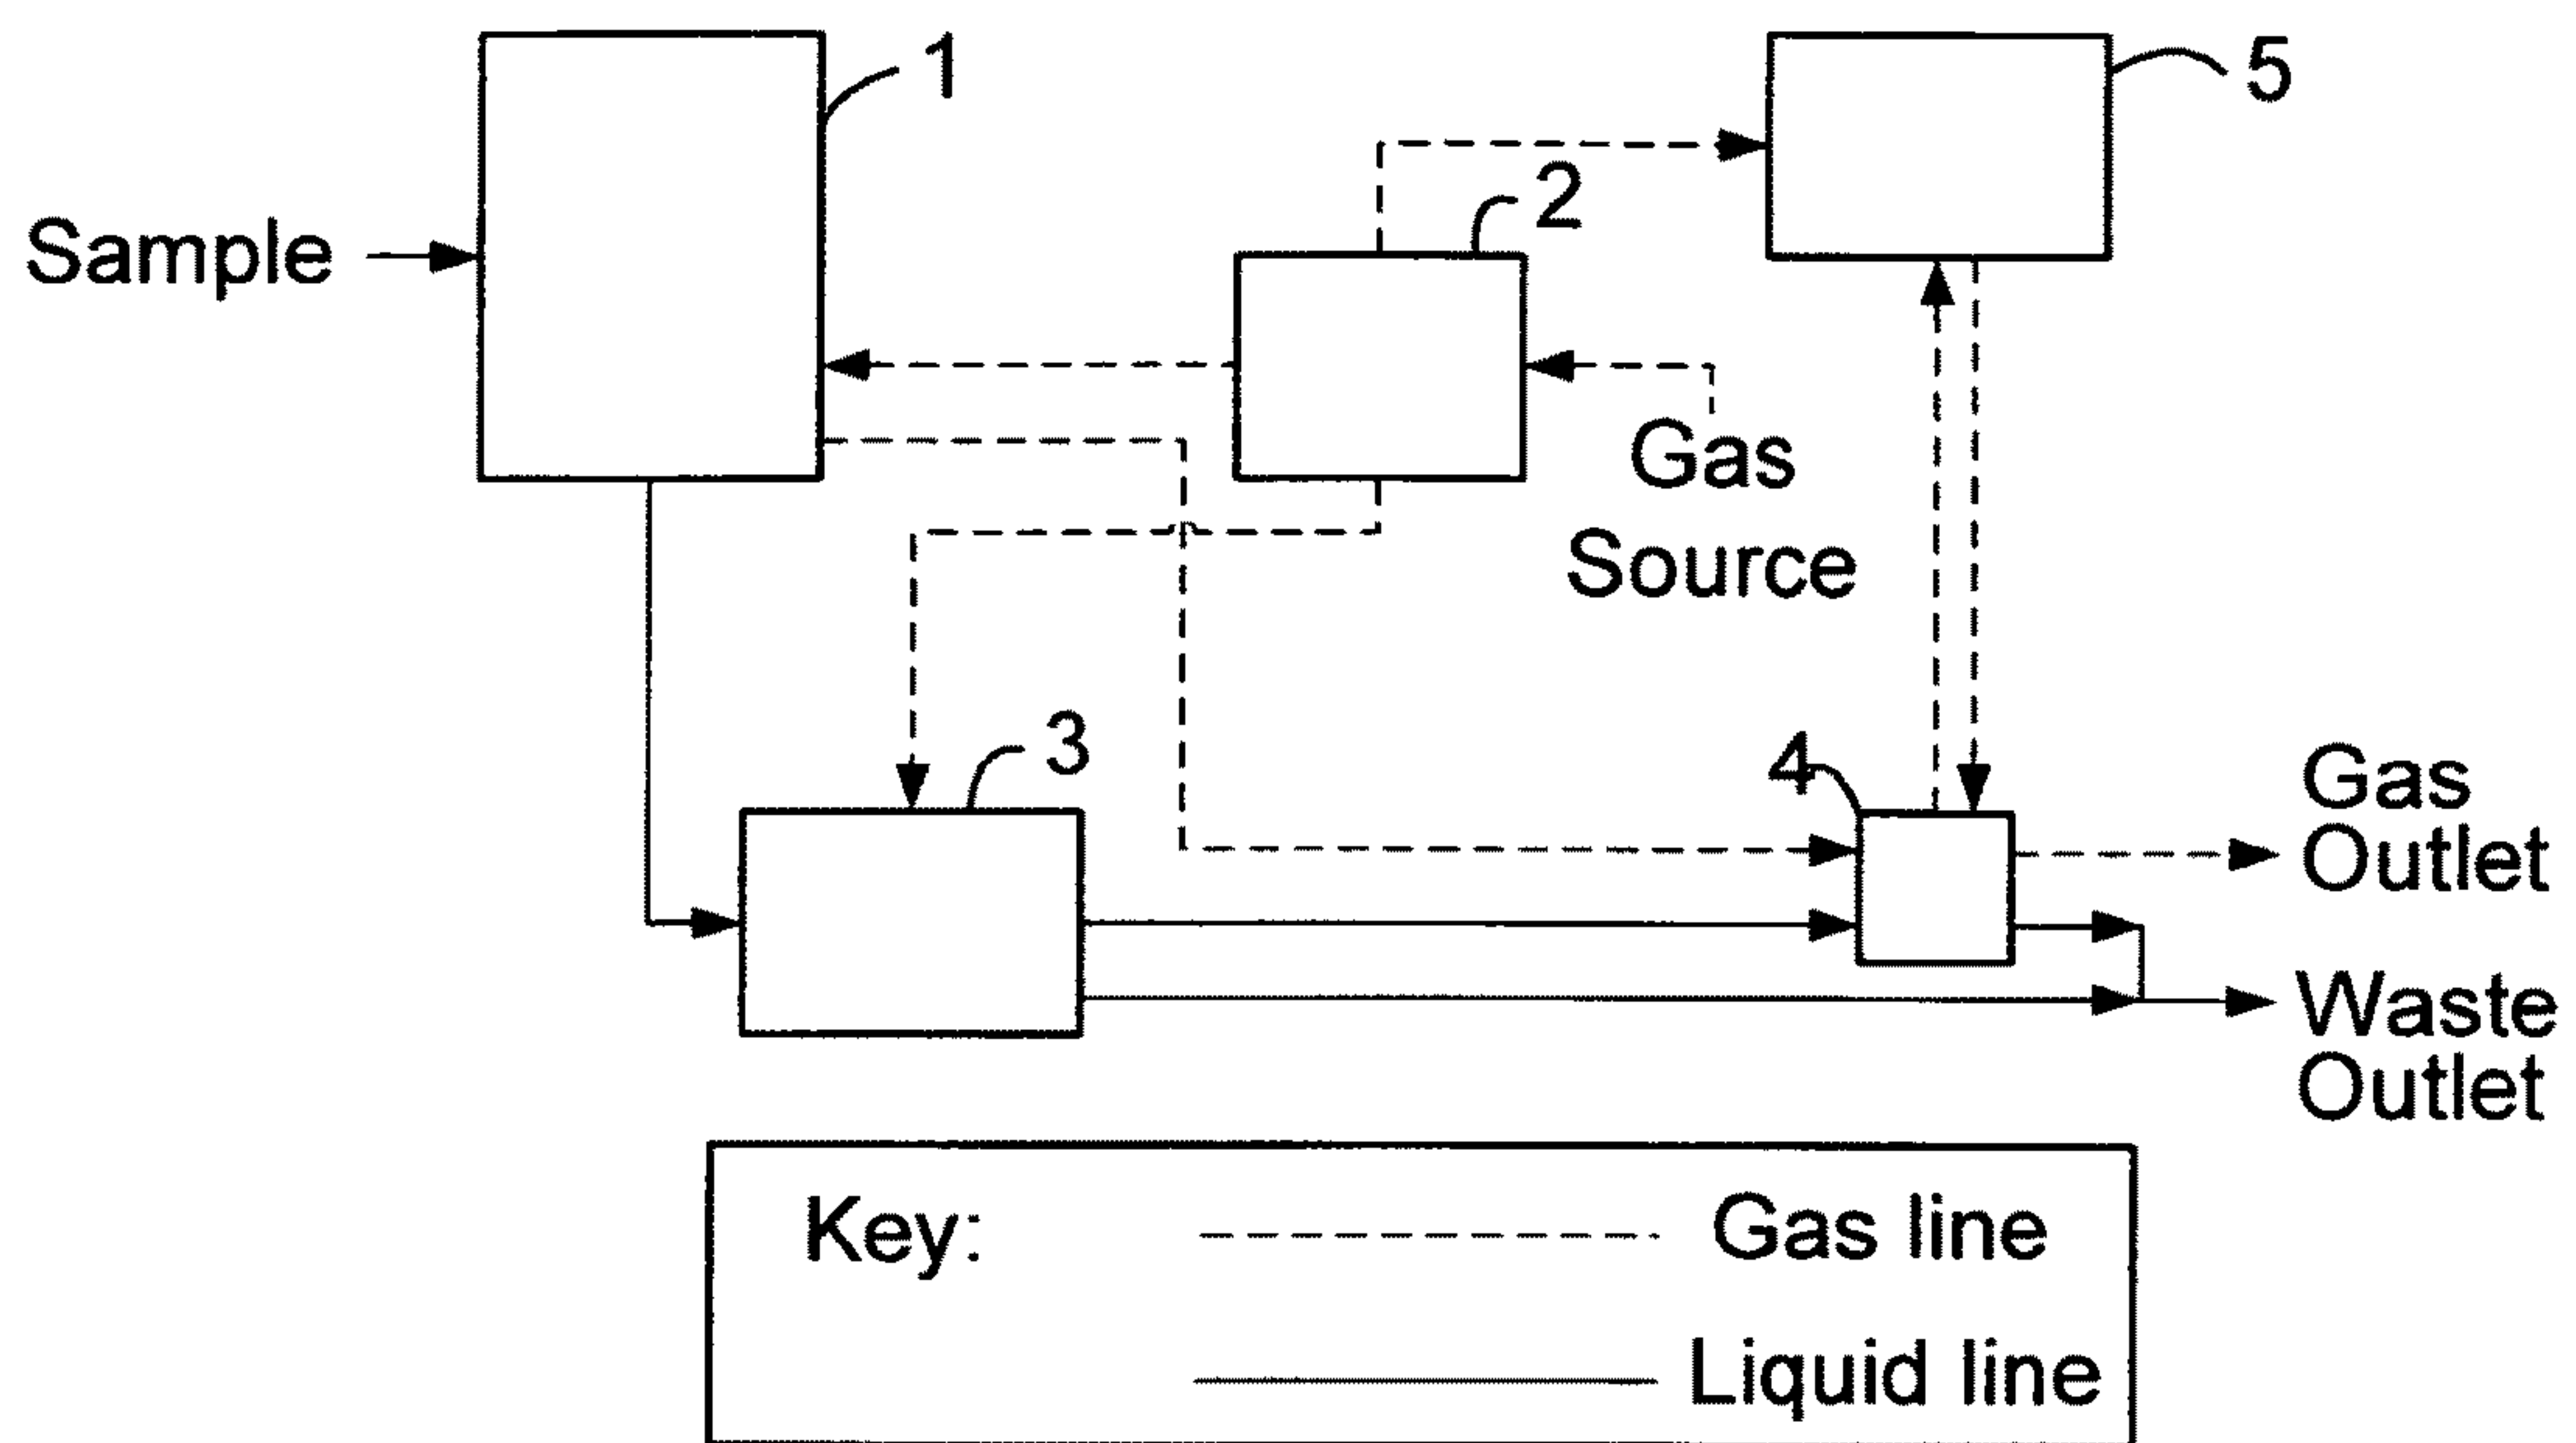 1
5
2
Sample
Gas
Source
3
4
Gas
Outlet
Waste
Outlet
Key:
Gas line
Liquid line